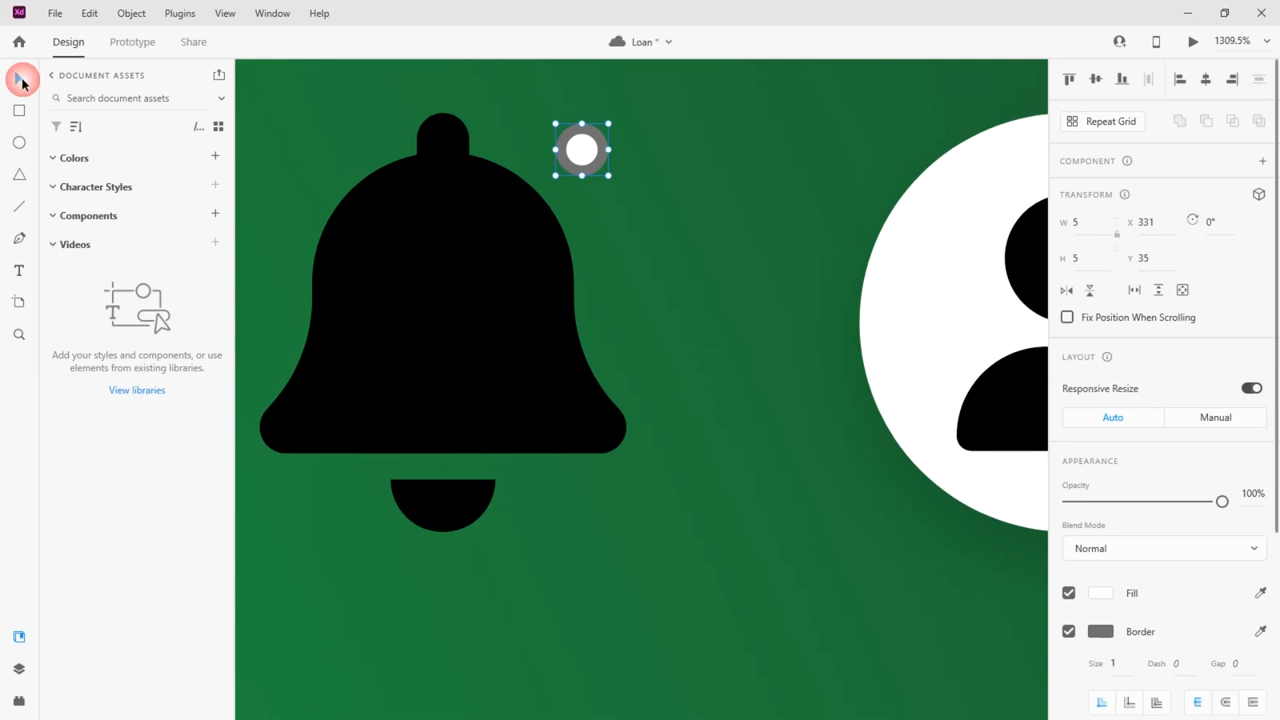 Xd File Edit Object Plugins View Window Help
Design Prototype Share Loan * 1309.5%
DOCUMENT ASSETS
Search document assets
/...
Colors
Character Styles
Components
Videos
T
Add your styles and components, or use
elements from existing libraries.
View libraries
Repeat Grid
COMPONENT
TRANSFORM
W 5 X 331 0°
H 5 Y 35
Fix Position When Scrolling
LAYOUT
Responsive Resize
Auto Manual
APPEARANCE
Opacity
100%
Blend Mode
Normal
Fill
Border
Size 1 Dash 0 Gap 0